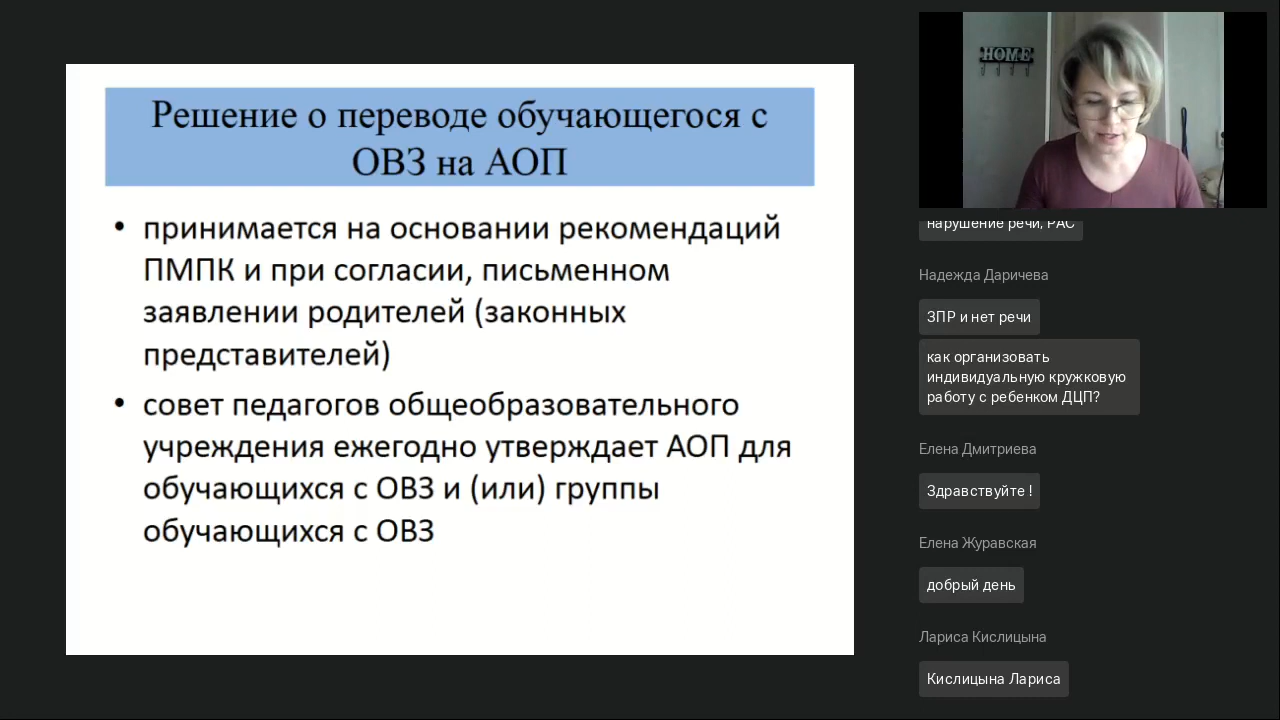 Решение о переводе обучающегося с
ОВЗ на АОП
• принимается на основании рекомендаций
ПМПК и при согласии, письменном
заявлении родителей (законных
представителей)
• совет педагогов общеобразовательного
учреждения ежегодно утверждает АОП для
обучающихся с ОВЗ и (или) группы
обучающихся с ОВЗ
HOME
нарушение речи, РАС
Надежда Даричева
ЗПР и нет речи
как организовать
индивидуальную кружковую
работу с ребенком ДЦП?
Елена Дмитриева
Здравствуйте !
Елена Журавская
добрый день
Лариса Кислицына
Кислицына Лариса